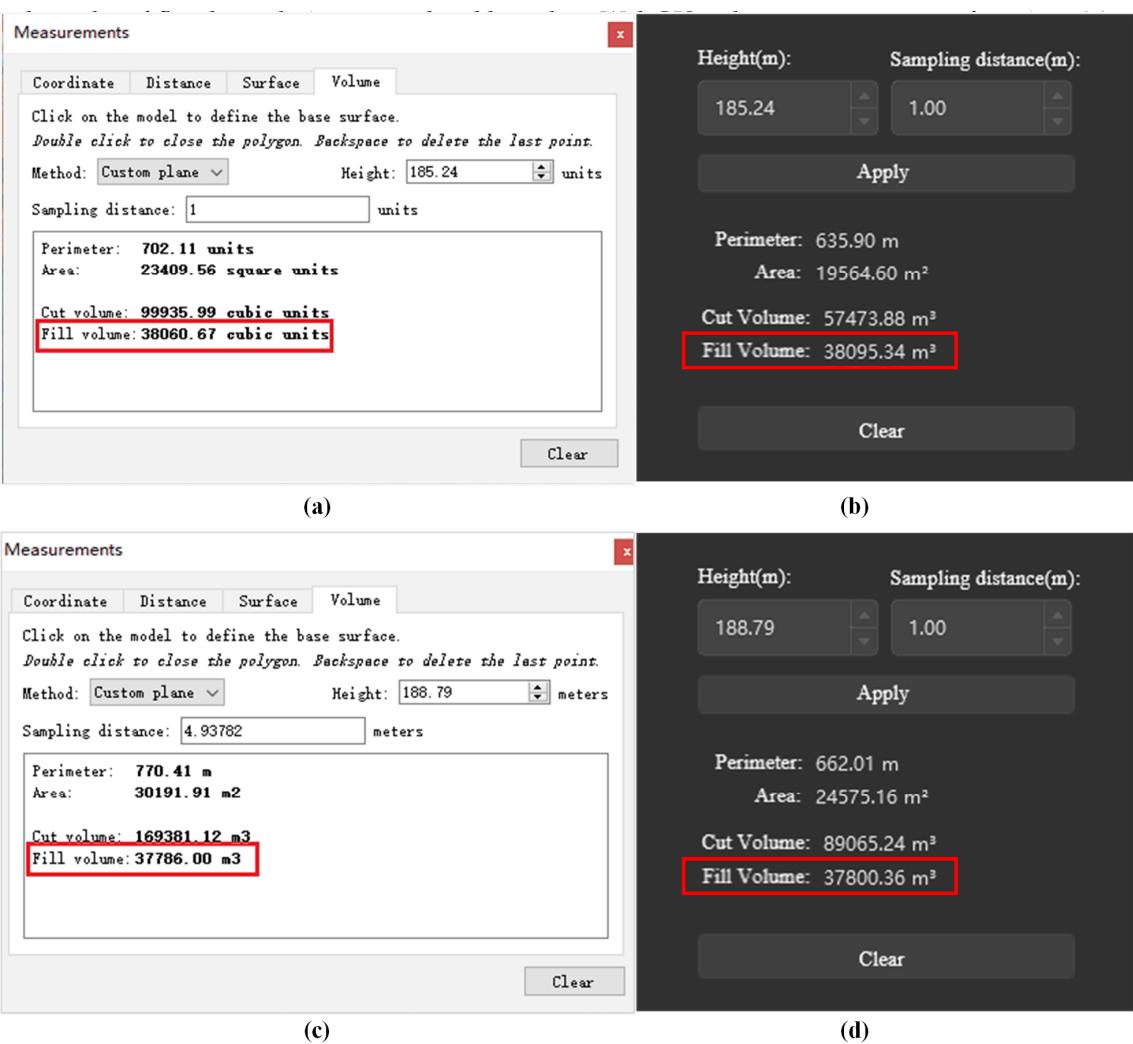 Measurements
x
Coordinate Distance Surface Volume
Click on the model to define the base surface.
Double click to close the polygon. Backspace to delete the last point.
Method: Custom plane Height: 185.24 units
Sampling distance: 1 units
Perimeter: 702.11 units
Area: 23409.56 square units
Cut volume: 99935.99 cubic units
Fill volume: 38060.67 cubic units
Clear
(a)
Height(m): Sampling distance(m):
185.24 1.00
Apply
Perimeter: 635.90 m
Area: 19564.60 m²
Cut Volume: 57473.88 m³
Fill Volume: 38095.34 m³
Clear
(b)
Measurements
x
Coordinate Distance Surface Volume
Click on the model to define the base surface.
Double click to close the polygon. Backspace to delete the last point.
Method: Custom plane Height: 188.79 meters
Sampling distance: 4.93782 meters
Perimeter: 770.41 m
Area: 30191.91 m2
Cut volume: 169381.12 m3
Fill volume: 37786.00 m3
Clear
(c)
Height(m): Sampling distance(m):
188.79 1.00
Apply
Perimeter: 662.01 m
Area: 24575.16 m²
Cut Volume: 89065.24 m³
Fill Volume: 37800.36 m³
Clear
(d)